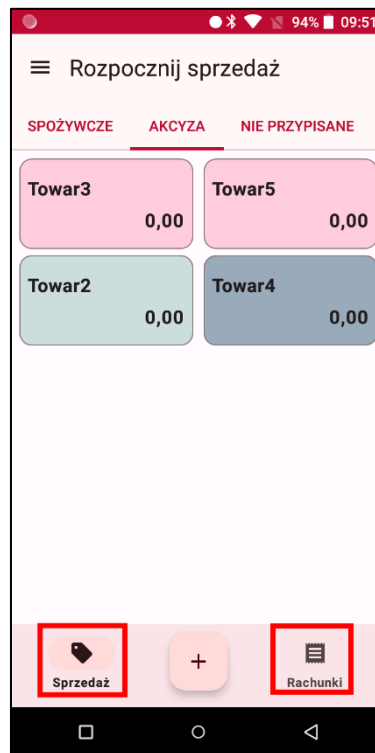 94% 09:51
Rozpocznij sprzedaż
SPOŻYWCZE AKCYZA NIE PRZYPISANE
Towar3 Towar5
0,00 0,00
Towar2 Towar4
0,00 0,00
+
Sprzedaż Rachunki